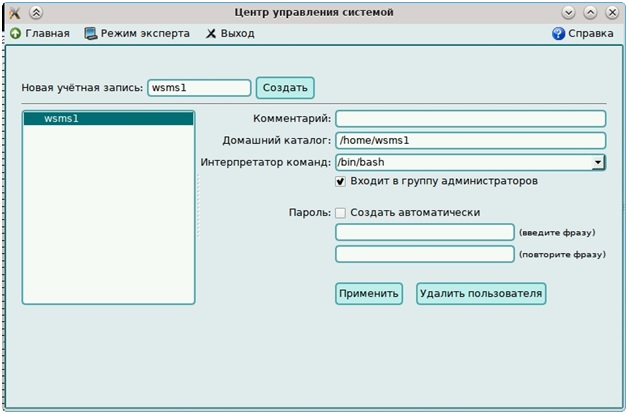 Центр управления системой
Главная Режим эксперта Выход Справка
Новая учётная запись: wsms1 Создать
wsms1
Комментарий:
Домашний каталог: /home/wsms1
Интерпретатор команд: /bin/bash
Входит в группу администраторов
Пароль: Создать автоматически
(введите фразу)
(повторите фразу)
Применить Удалить пользователя